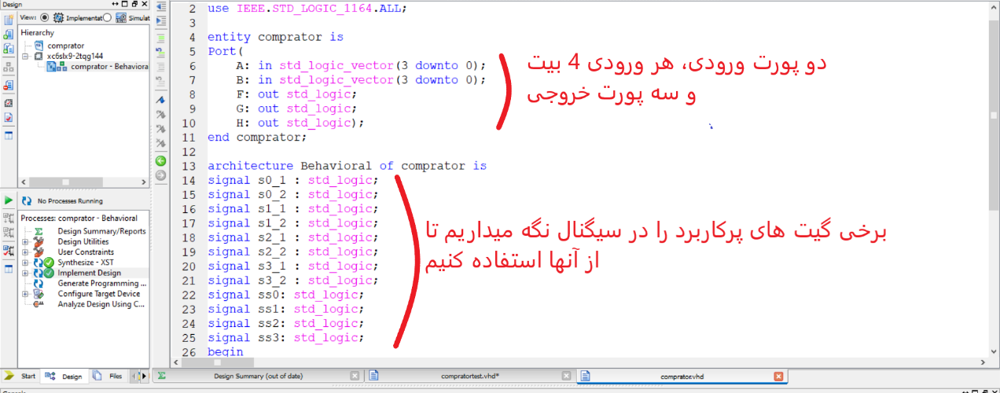 Design
View:
Implementat
Simulat
Hierarchy
comprator
xc6slx9-2tqg144
comprator - Behaviora
No Processes Running
Processes: comprator - Behavioral
Design Summary/Reports
Design Utilities
User Constraints
Synthesize - XST
Implement Design
Generate Programming ...
Configure Target Device
Analyze Design Using C...
Start
Design
Files
2 use IEEE.STD_LOGIC_1164.ALL;
3
4 entity comprator is
5 Port(
6 A: in std_logic_vector(3 downto 0);
7 B: in std_logic_vector(3 downto 0);
8 F: out std_logic;
9 G: out std_logic;
10 H: out std_logic);
11 end comprator;
12
13 architecture Behavioral of comprator is
14 signal s0_1 : std_logic;
15 signal s0_2 : std_logic;
16 signal s1_1 : std_logic;
17 signal s1_2 : std_logic;
18 signal s2_1 : std_logic;
19 signal s2_2 : std_logic;
20 signal s3_1 : std_logic;
21 signal s3_2 : std_logic;
22 signal ss0: std_logic;
23 signal ss1: std_logic;
24 signal ss2: std_logic;
25 signal ss3: std_logic;
26 begin
دو پورت ورودی، هر ورودی 4 بیت
و سه پورت خروجی
برخی گیت های پرکاربرد را در سیگنال نگه میداریم تا
از آنها استفاده کنیم
Design Summary (out of date)
compratortest.vhd*
comprator.vhd